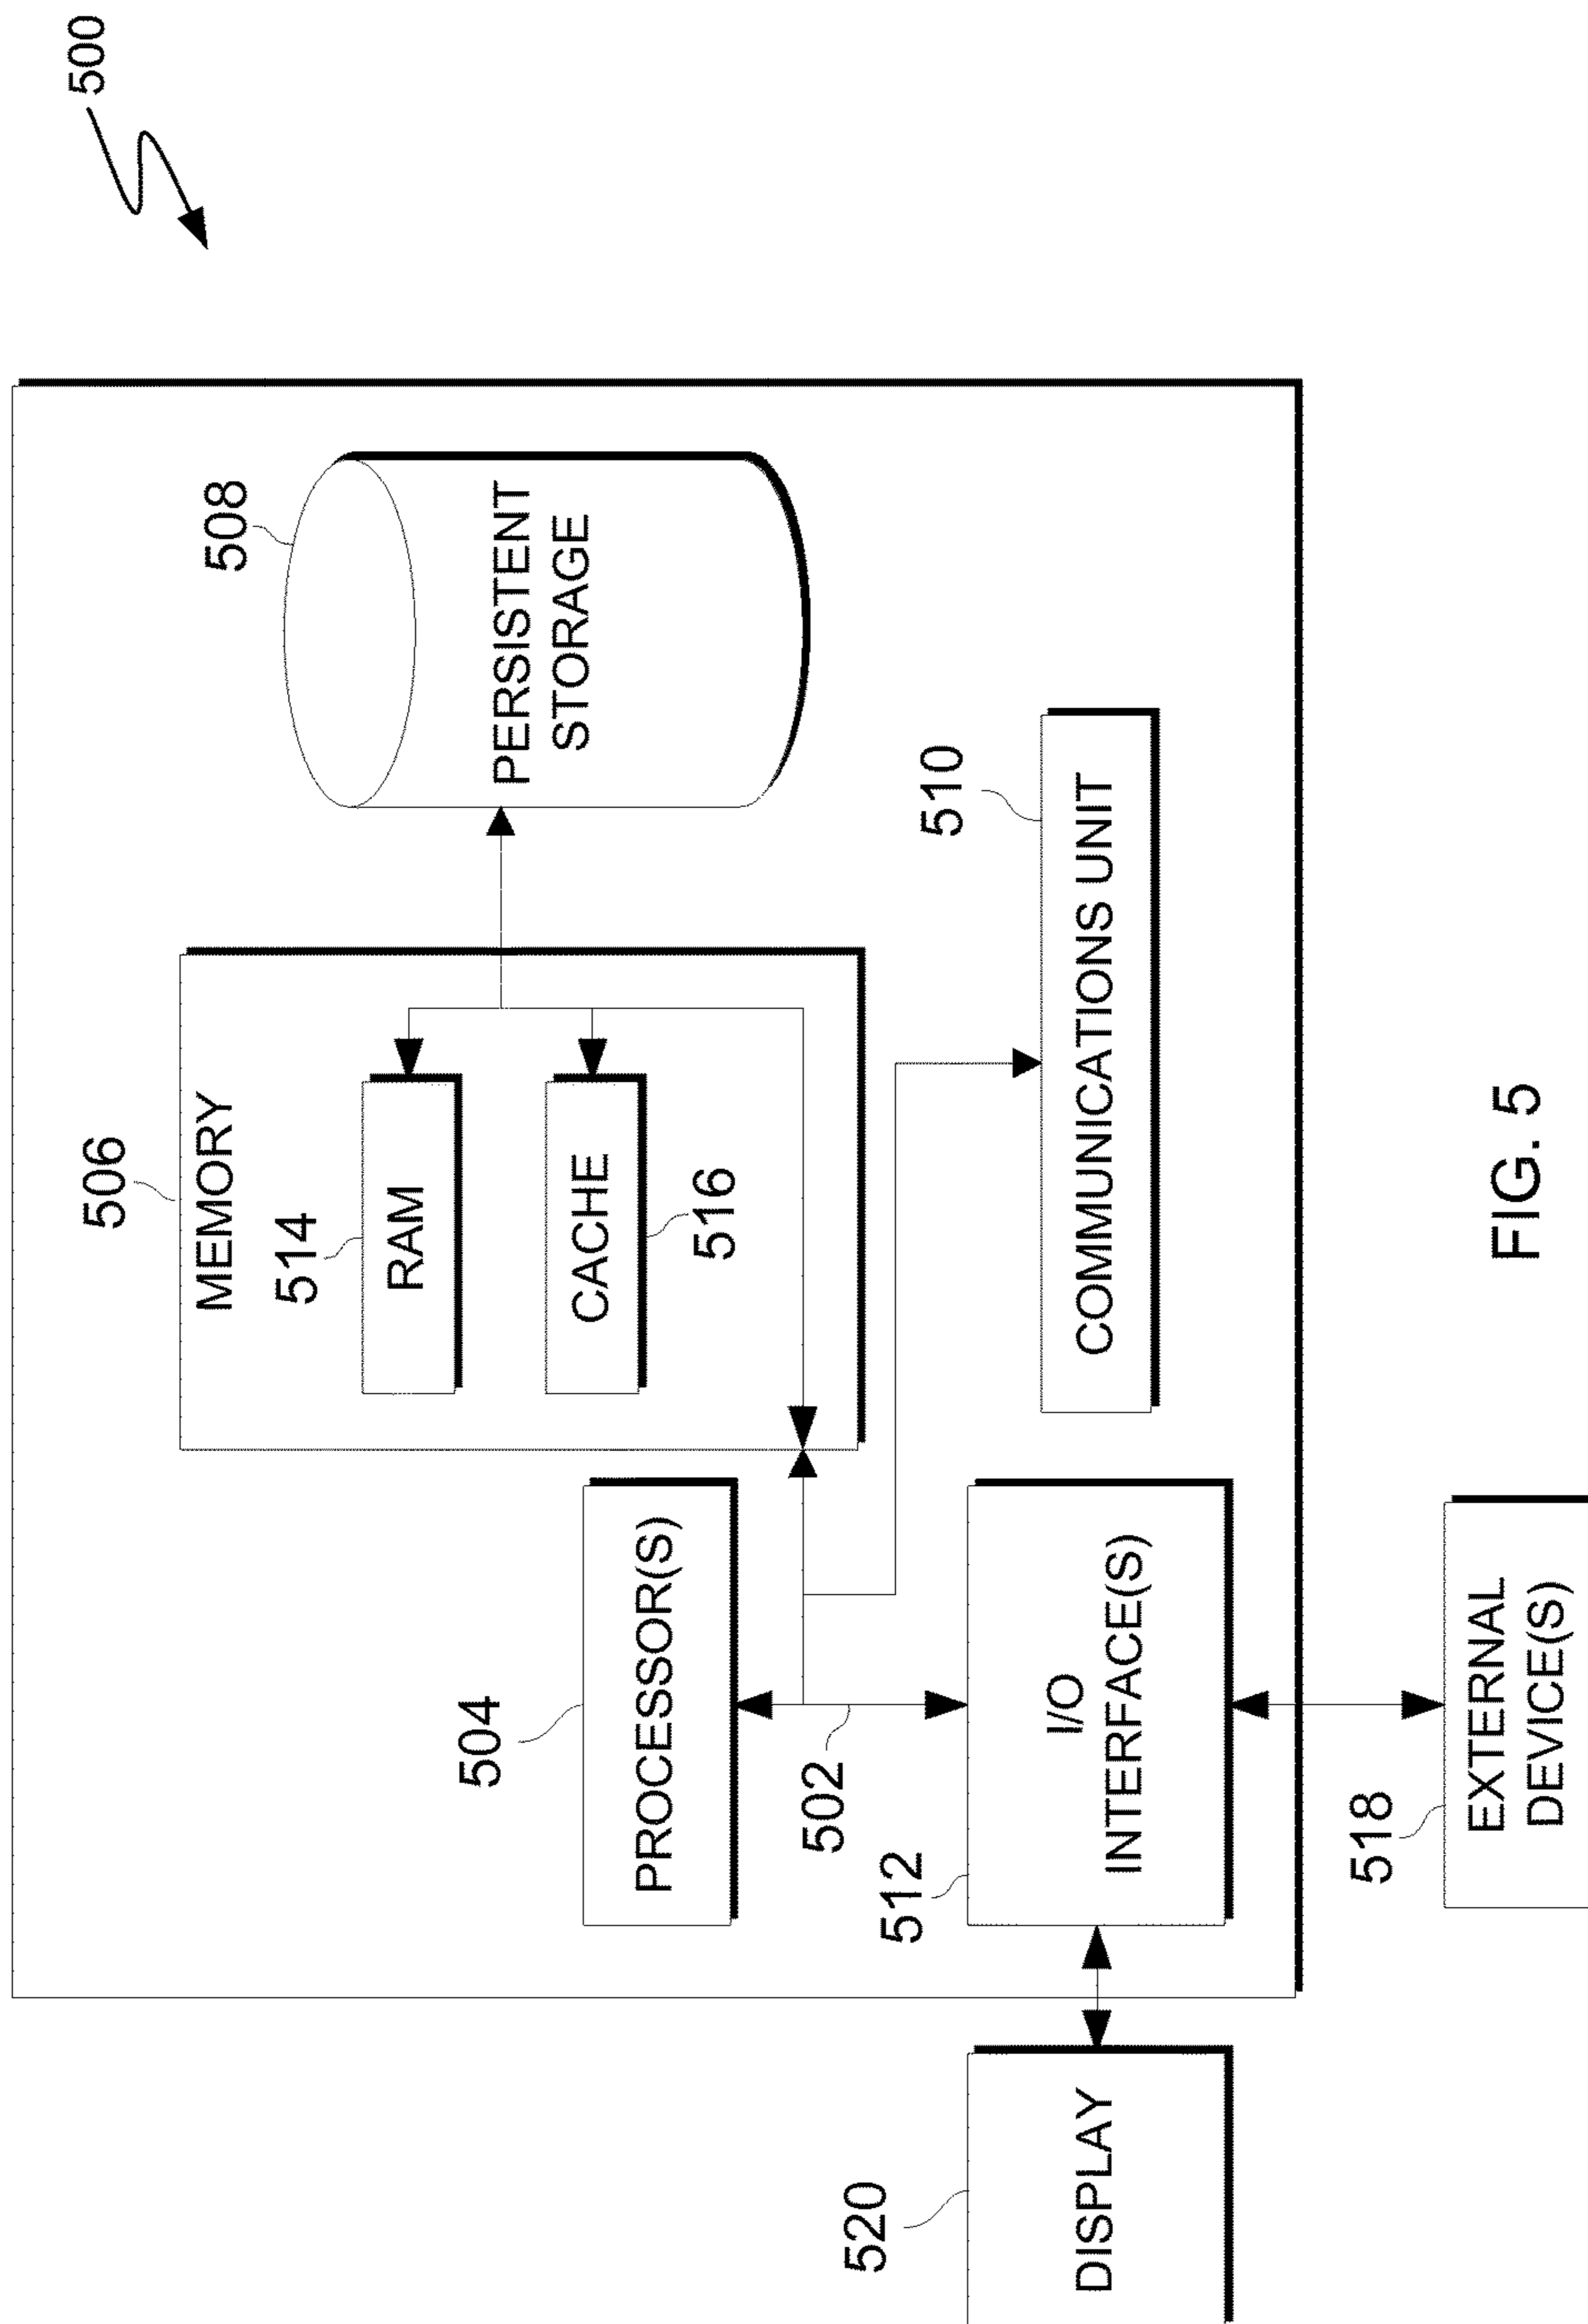 500
506
MEMORY
514
RAM
508
504
PROCESSOR(S)
CACHE
516
PERSISTENT
STORAGE
502
520
512
510
DISPLAY
I/O
INTERFACE(S)
COMMUNICATIONS UNIT
518
EXTERNAL
DEVICE(S)
FIG. 5